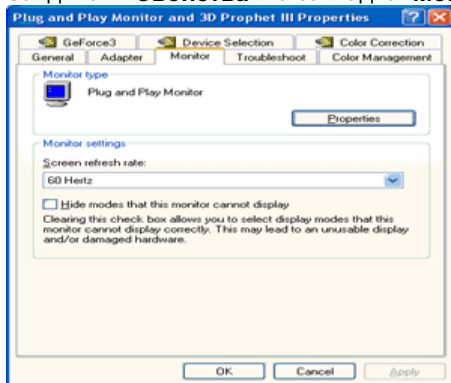 Plug and Play Monitor and 3D Prophet III Properties
GeForce3 Device Selection Color Correction
General Adapter Monitor Troubleshoot Color Management
Monitor type
Plug and Play Monitor
Properties
Monitor settings
Screen refresh rate:
60 Hertz
Hide modes that this monitor cannot display
Clearing this check box allows you to select display modes that this
monitor cannot display correctly. This may lead to an unusable display
and/or damaged hardware.
OK Cancel Apply